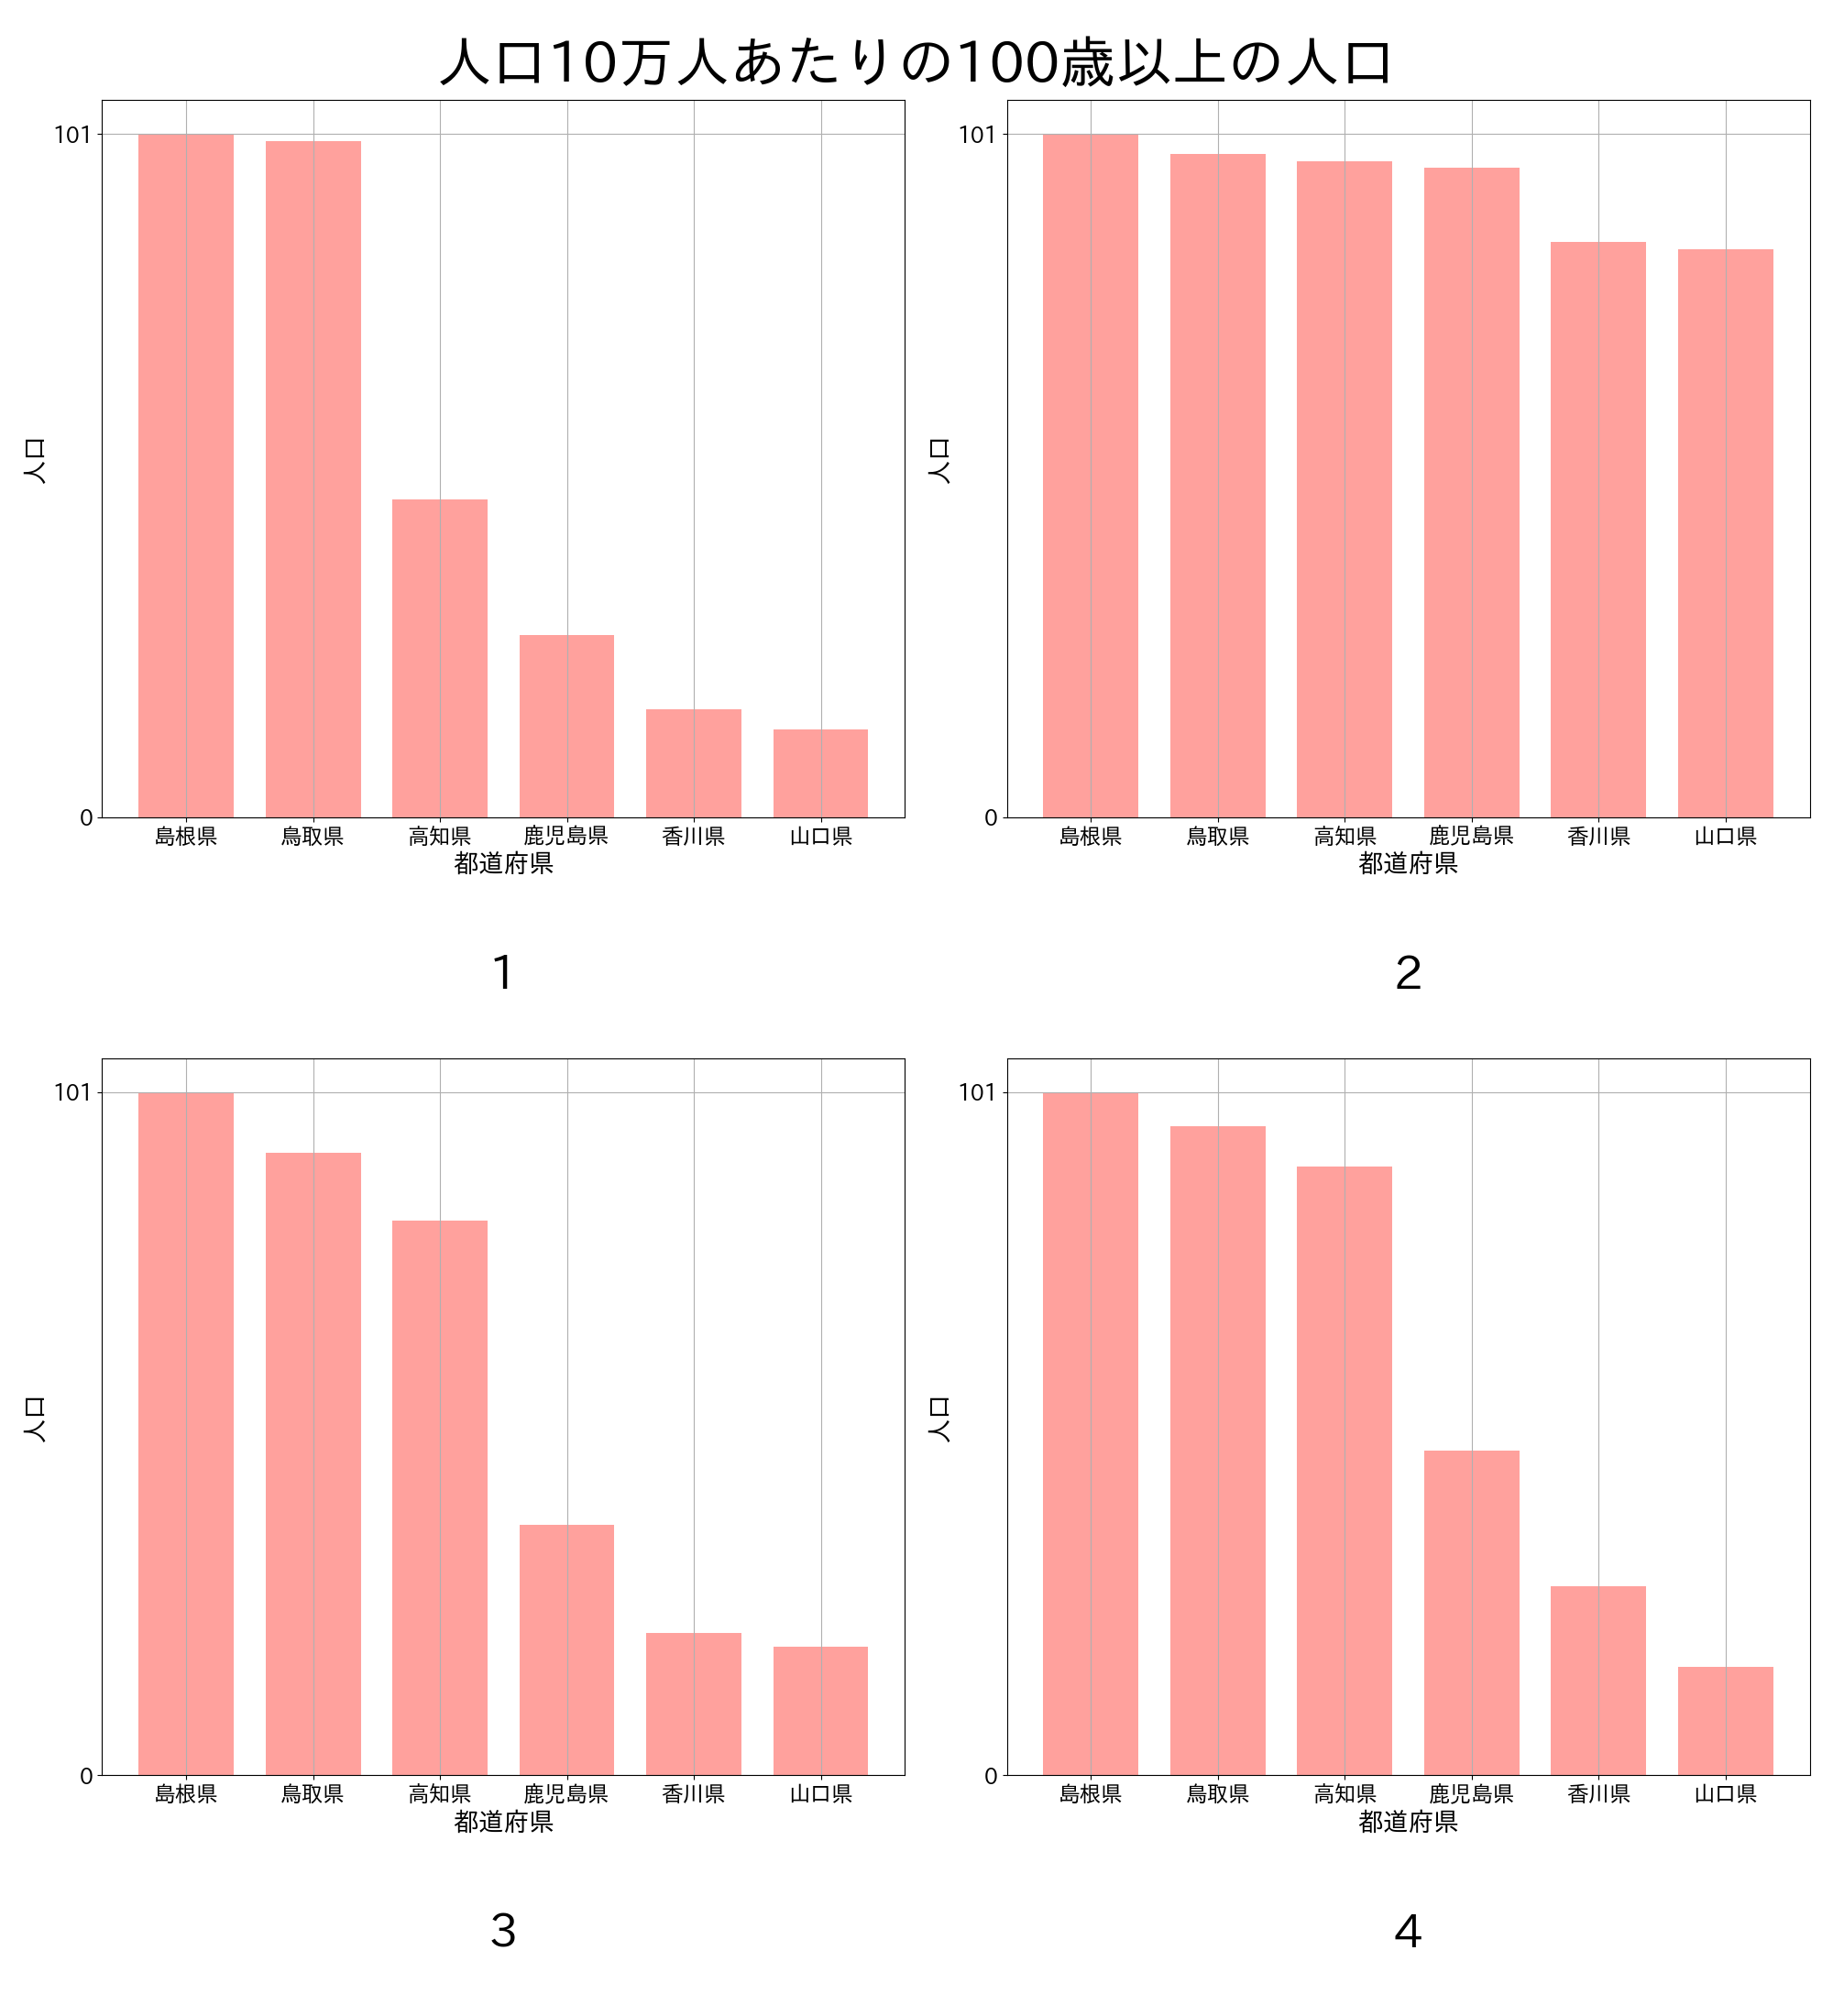 人口10万人あたりの100歳以上の人口
人口
101
0
島根県 鳥取県 高知県 鹿児島県 香川県 山口県
都道府県
1
人口
101
0
島根県 鳥取県 高知県 鹿児島県 香川県 山口県
都道府県
2
人口
101
0
島根県 鳥取県 高知県 鹿児島県 香川県 山口県
都道府県
3
人口
101
0
島根県 鳥取県 高知県 鹿児島県 香川県 山口県
都道府県
4